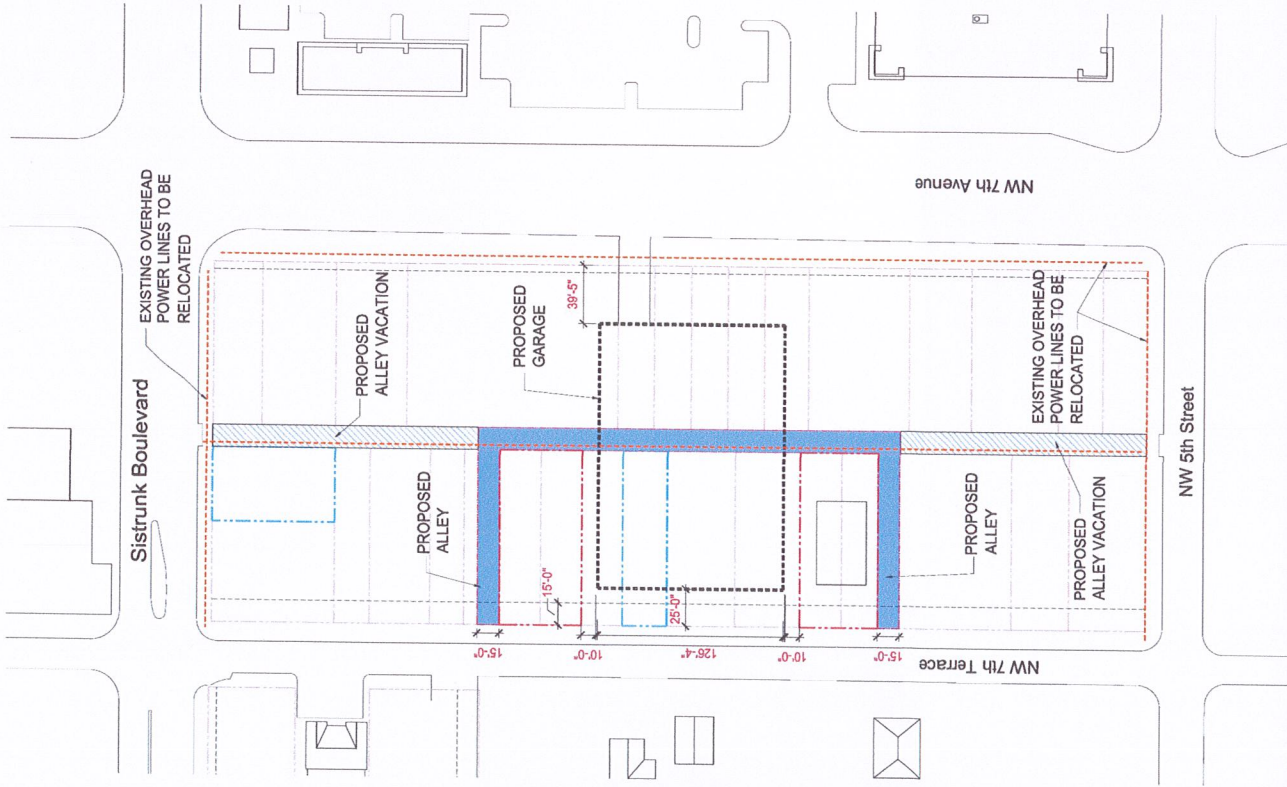 EXISTING OVERHEAD
POWER LINES TO BE
RELOCATED
Sistrunk Boulevard
PROPOSED
ALLEY VACATION
NW 7th Avenue
39'-5"
PROPOSED
GARAGE
PROPOSED
ALLEY
15'-0"
25'-0"
15'-0"
10'-0"
126'-4"
10'-0"
15'-0"
NW 7th Terrace
PROPOSED
ALLEY
PROPOSED
ALLEY VACATION
EXISTING OVERHEAD
POWER LINES TO BE
RELOCATED
NW 5th Street